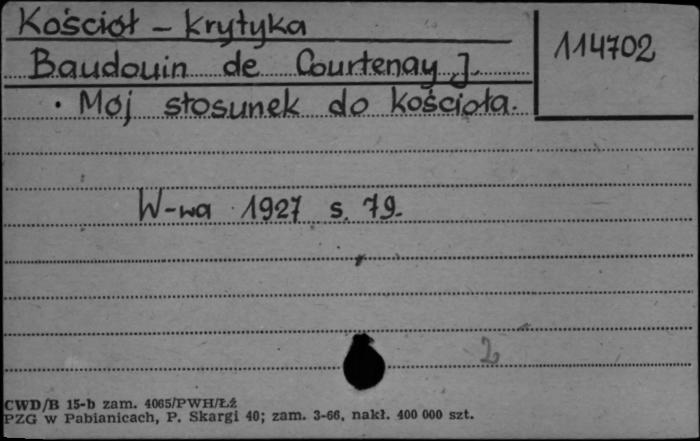 Kościół - krytyka
114702
Baudouin de Courtenay J.
• Mój stosunek do kościoła.
W-wa 1927 s. 79.
2
CWD/B 15-b zam. 4065/PWH/Łź
PZG w Pabianicach, P. Skargi 40; zam. 3-66, nakł. 400 000 szt.